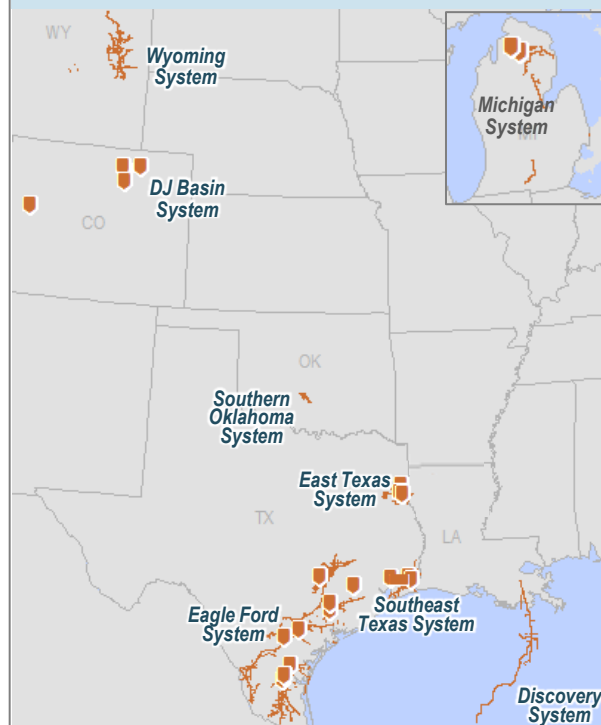 WY
Wyoming
System
Michigan
System
MI
DJ Basin
System
CO
OK
Southern
Oklahoma
System
East Texas
System
TX
LA
Eagle Ford
System
Southeast
Texas System
Discovery
System